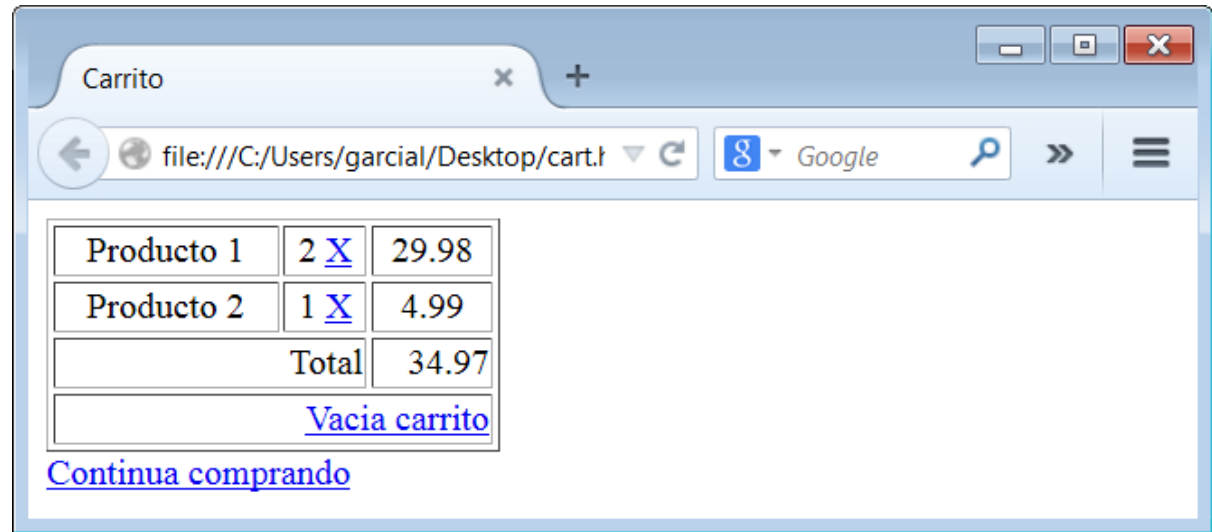 Carrito
file:///C:/Users/garcial/Desktop/cart.h
8 Google
Producto 1 2 X 29.98
Producto 2 1 X 4.99
Total 34.97
Vacia carrito
Continua comprando